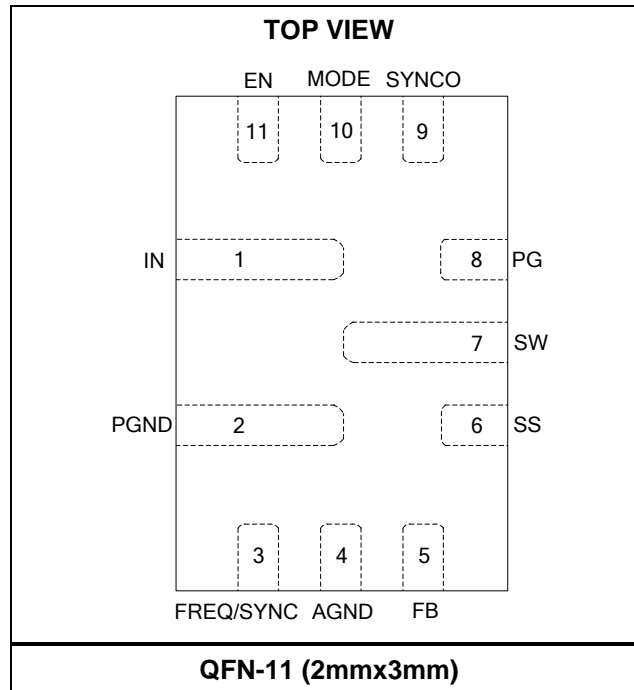 TOP VIEW
EN MODE SYNCO
11 10 9
IN 1 8 PG
7 SW
PGND 2 6 SS
3 4 5
FREQ/SYNC AGND FB
QFN-11 (2mmx3mm)